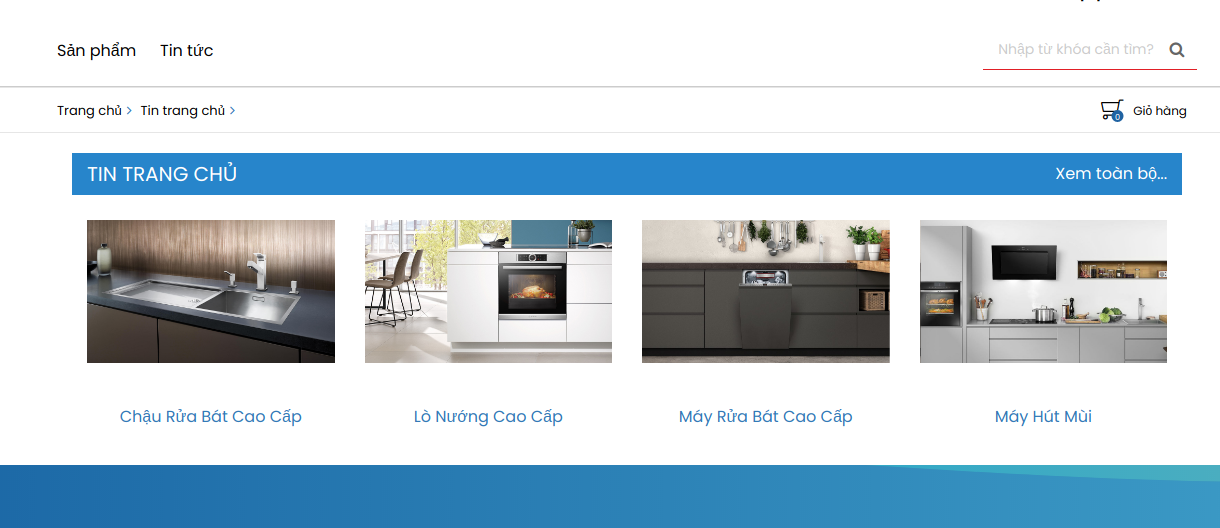 Sản phẩm Tin tức Nhập từ khóa cần tìm?
Trang chủ > Tin trang chủ > 0 Giỏ hàng
TIN TRANG CHỦ Xem toàn bộ...
Chậu Rửa Bát Cao Cấp Lò Nướng Cao Cấp Máy Rửa Bát Cao Cấp Máy Hút Mùi